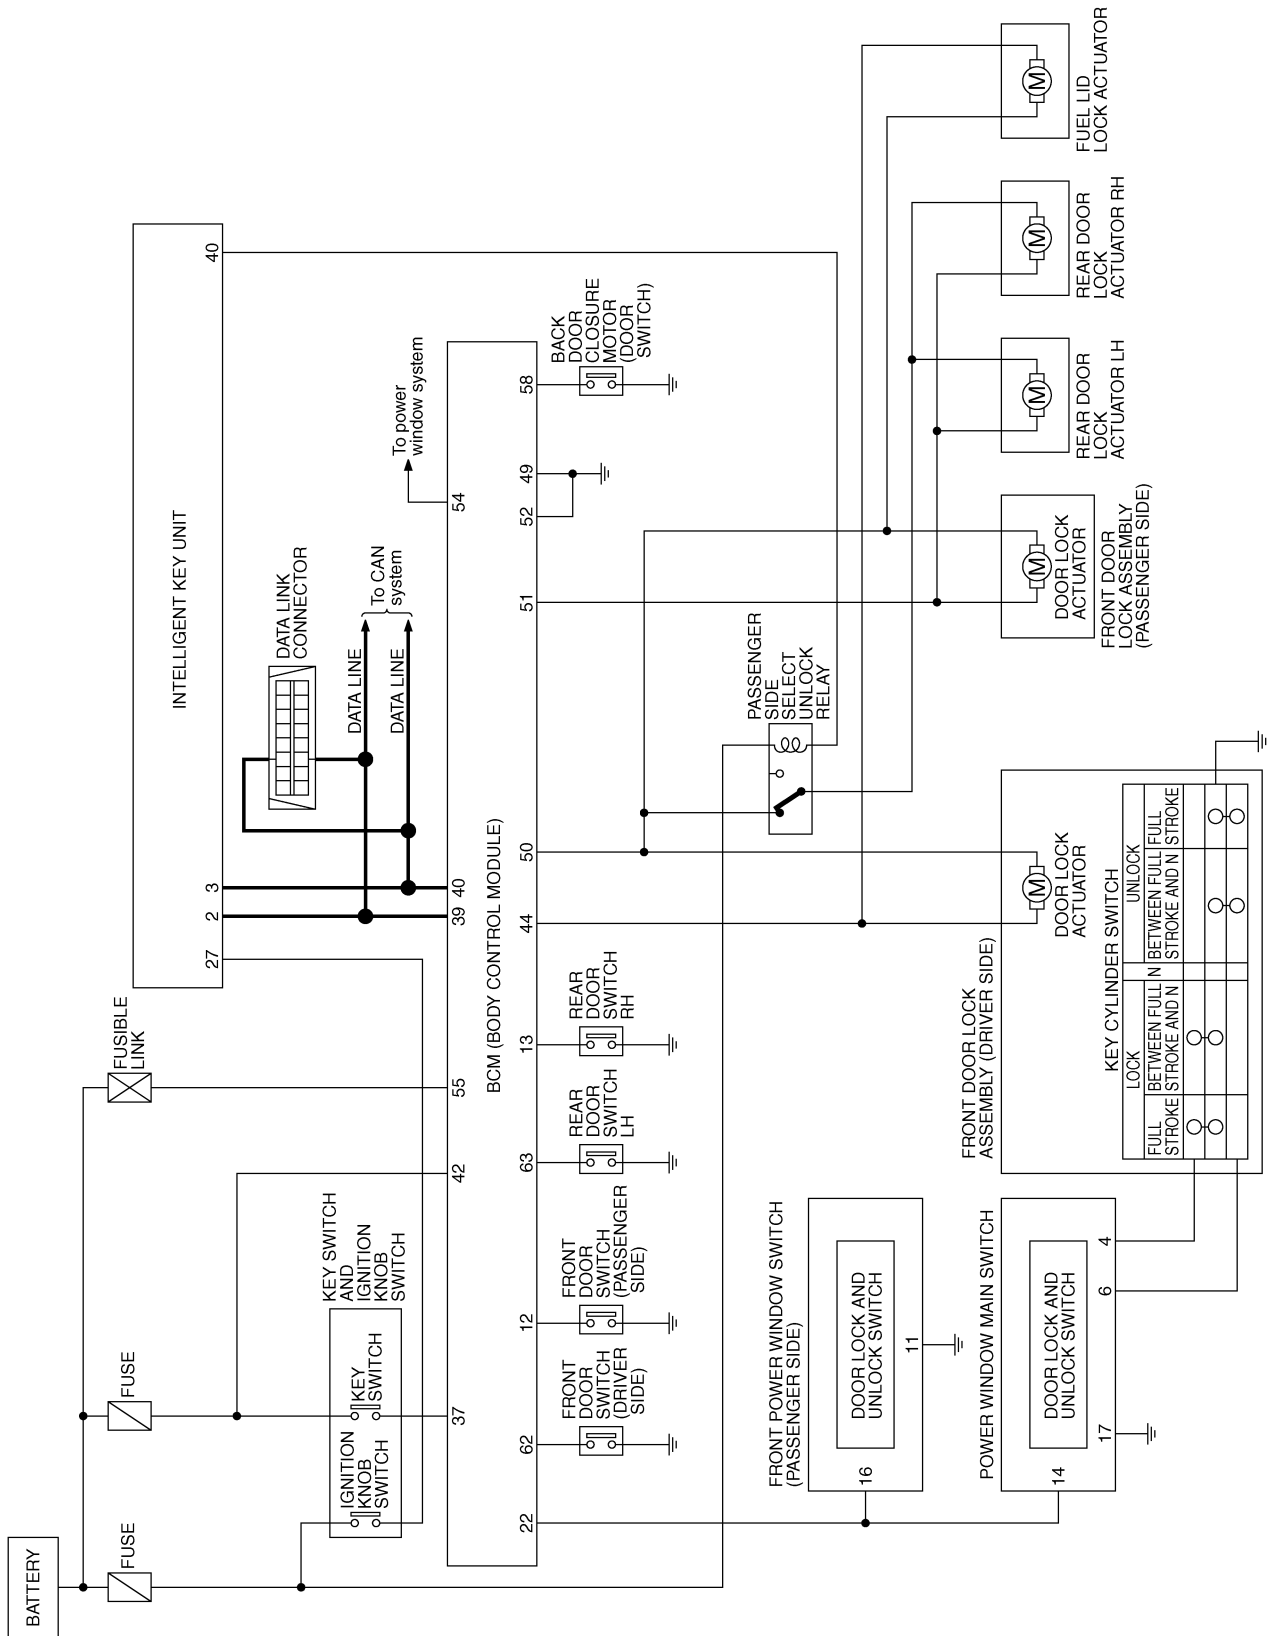 BATTERY
FUSE
FUSE
FUSIBLE
LINK
INTELLIGENT KEY UNIT
27
2
3
40
DATA LINK
CONNECTOR
DATA LINE
DATA LINE
To CAN
system
To power
window system
KEY SWITCH
AND
IGNITION
KNOB
SWITCH
IGNITION
KNOB
SWITCH
KEY
SWITCH
37
42
55
39
40
54
BCM (BODY CONTROL MODULE)
22
62
12
63
13
44
50
51
52
49
58
FRONT
DOOR
SWITCH
(DRIVER
SIDE)
FRONT
DOOR
SWITCH
(PASSENGER
SIDE)
REAR
DOOR
SWITCH
LH
REAR
DOOR
SWITCH
RH
BACK
DOOR
CLOSURE
MOTOR
(DOOR
SWITCH)
PASSENGER
SIDE
SELECT
UNLOCK
RELAY
FRONT POWER WINDOW SWITCH
(PASSENGER SIDE)
16
DOOR LOCK AND
UNLOCK SWITCH
11
POWER WINDOW MAIN SWITCH
14
DOOR LOCK AND
UNLOCK SWITCH
17
6
4
FRONT DOOR LOCK
ASSEMBLY (DRIVER SIDE)
M
DOOR LOCK
ACTUATOR
KEY CYLINDER SWITCH
LOCK
N
UNLOCK
FULL
STROKE
BETWEEN FULL
STROKE AND N
BETWEEN FULL
STROKE AND N
FULL
STROKE
M
DOOR LOCK
ACTUATOR
FRONT DOOR
LOCK ASSEMBLY
(PASSENGER SIDE)
M
REAR DOOR
LOCK
ACTUATOR LH
M
REAR DOOR
LOCK
ACTUATOR RH
M
FUEL LID
LOCK ACTUATOR